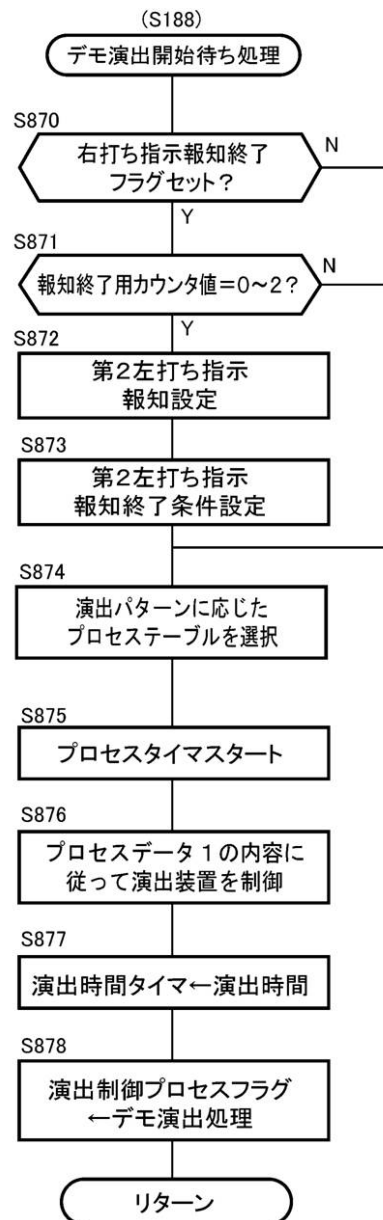 (S188)
デモ演出開始待ち処理
S870
右打ち指示報知終了
フラグセット？
N
Y
S871
報知終了用カウンタ値＝0～2？
N
Y
S872
第２左打ち指示
報知設定
S873
第２左打ち指示
報知終了条件設定
S874
演出パターンに応じた
プロセステーブルを選択
S875
プロセスタイマスタート
S876
プロセスデータ１の内容に
従って演出装置を制御
S877
演出時間タイマ←演出時間
S878
演出制御プロセスフラグ
←デモ演出処理
リターン